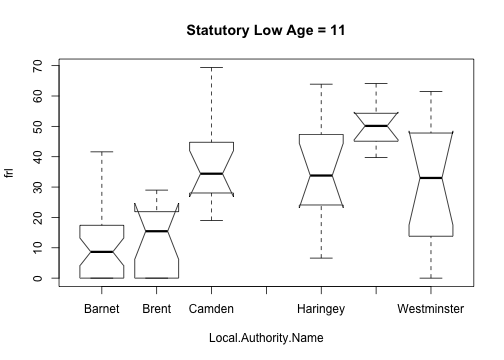 Statutory Low Age = 11
frl
70
60
50
40
30
20
10
0
Barnet Brent Camden Haringey Westminster
Local.Authority.Name